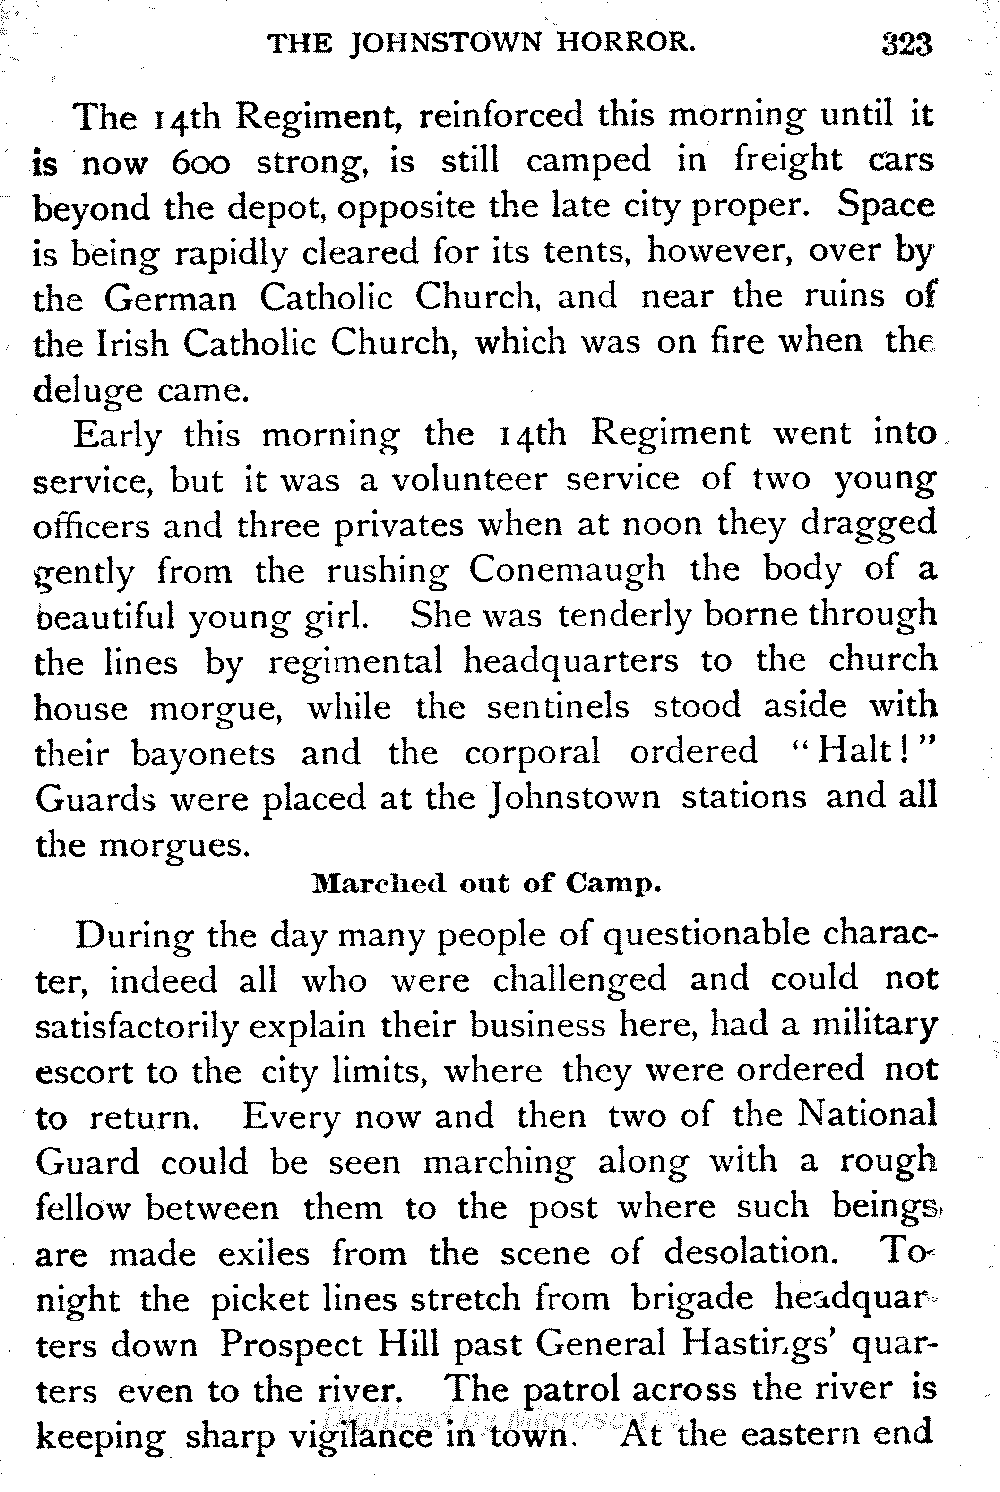 THE JOHNSTOWN HORROR. 323
The 14th Regiment, reinforced this morning until it
is now 600 strong, is still camped in freight cars
beyond the depot, opposite the late city proper. Space
is being rapidly cleared for its tents, however, over by
the German Catholic Church, and near the ruins of
the Irish Catholic Church, which was on fire when the
deluge came.
Early this morning the 14th Regiment went into
service, but it was a volunteer service of two young
officers and three privates when at noon they dragged
gently from the rushing Conemaugh the body of a
beautiful young girl. She was tenderly borne through
the lines by regimental headquarters to the church
house morgue, while the sentinels stood aside with
their bayonets and the corporal ordered “Halt!”
Guards were placed at the Johnstown stations and all
the morgues.
Marched out of Camp.
During the day many people of questionable charac-
ter, indeed all who were challenged and could not
satisfactorily explain their business here, had a military
escort to the city limits, where they were ordered not
to return. Every now and then two of the National
Guard could be seen marching along with a rough
fellow between them to the post where such beings
are made exiles from the scene of desolation. To-
night the picket lines stretch from brigade headquar-
ters down Prospect Hill past General Hastings’ quar-
ters even to the river. The patrol across the river is
keeping sharp vigilance in town. At the eastern end
Digitized by Microsoft®